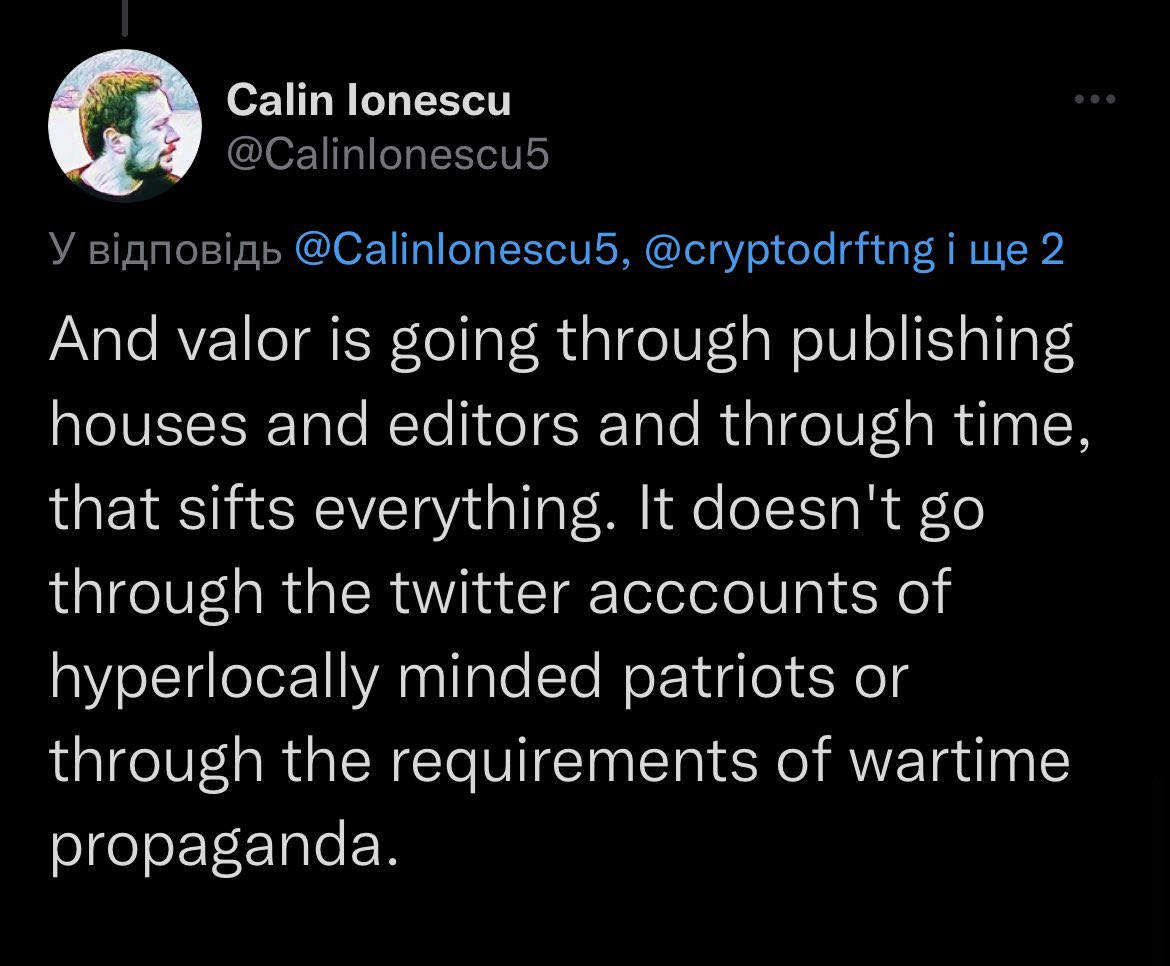 Calin Ionescu
@CalinIonescu5
У відповідь @CalinIonescu5, @cryptodrftng і ще 2
And valor is going through publishing
houses and editors and through time,
that sifts everything. It doesn't go
through the twitter acccounts of
hyperlocally minded patriots or
through the requirements of wartime
propaganda.